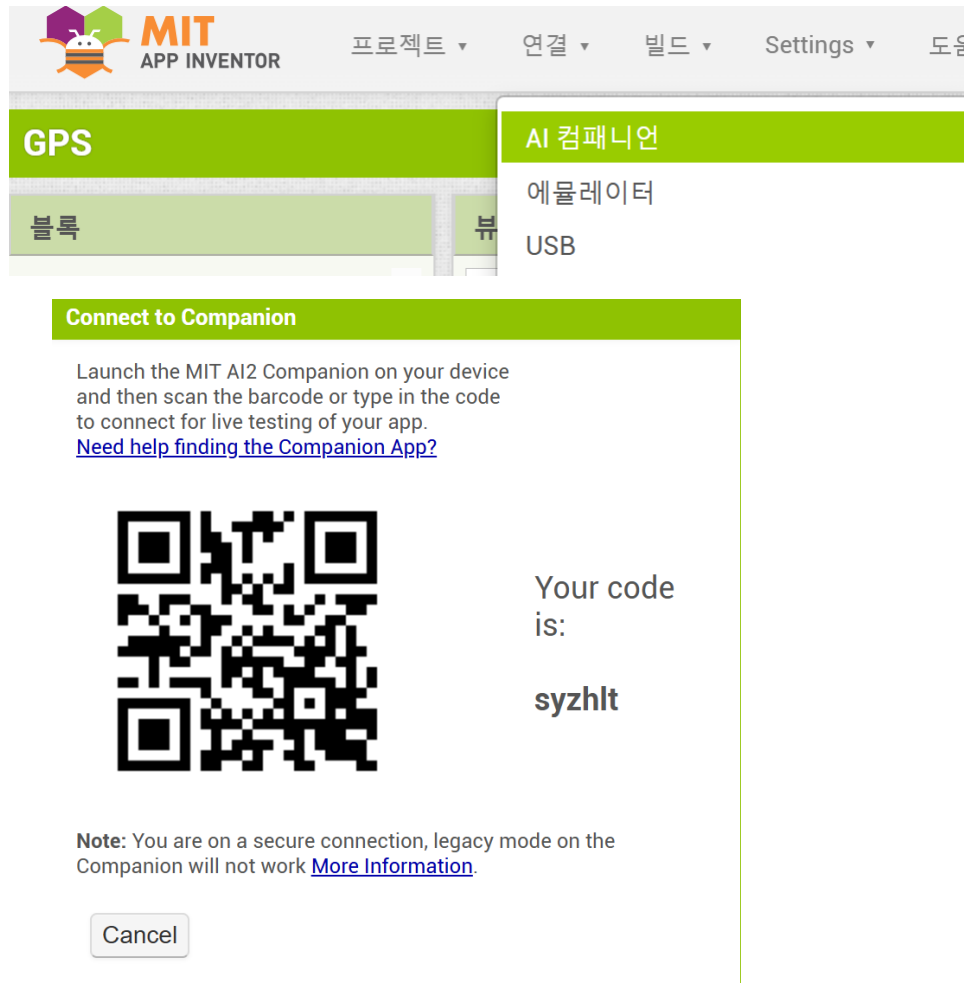 MIT
APP INVENTOR
프로젝트 ▾ 연결 ▾ 빌드 ▾ Settings ▾ 도움
GPS
AI 컴패니언
에뮬레이터
USB
블록
뷰
Connect to Companion
Launch the MIT AI2 Companion on your device
and then scan the barcode or type in the code
to connect for live testing of your app.
Need help finding the Companion App?
Your code
is:
syzhlt
Note: You are on a secure connection, legacy mode on the
Companion will not work More Information.
Cancel